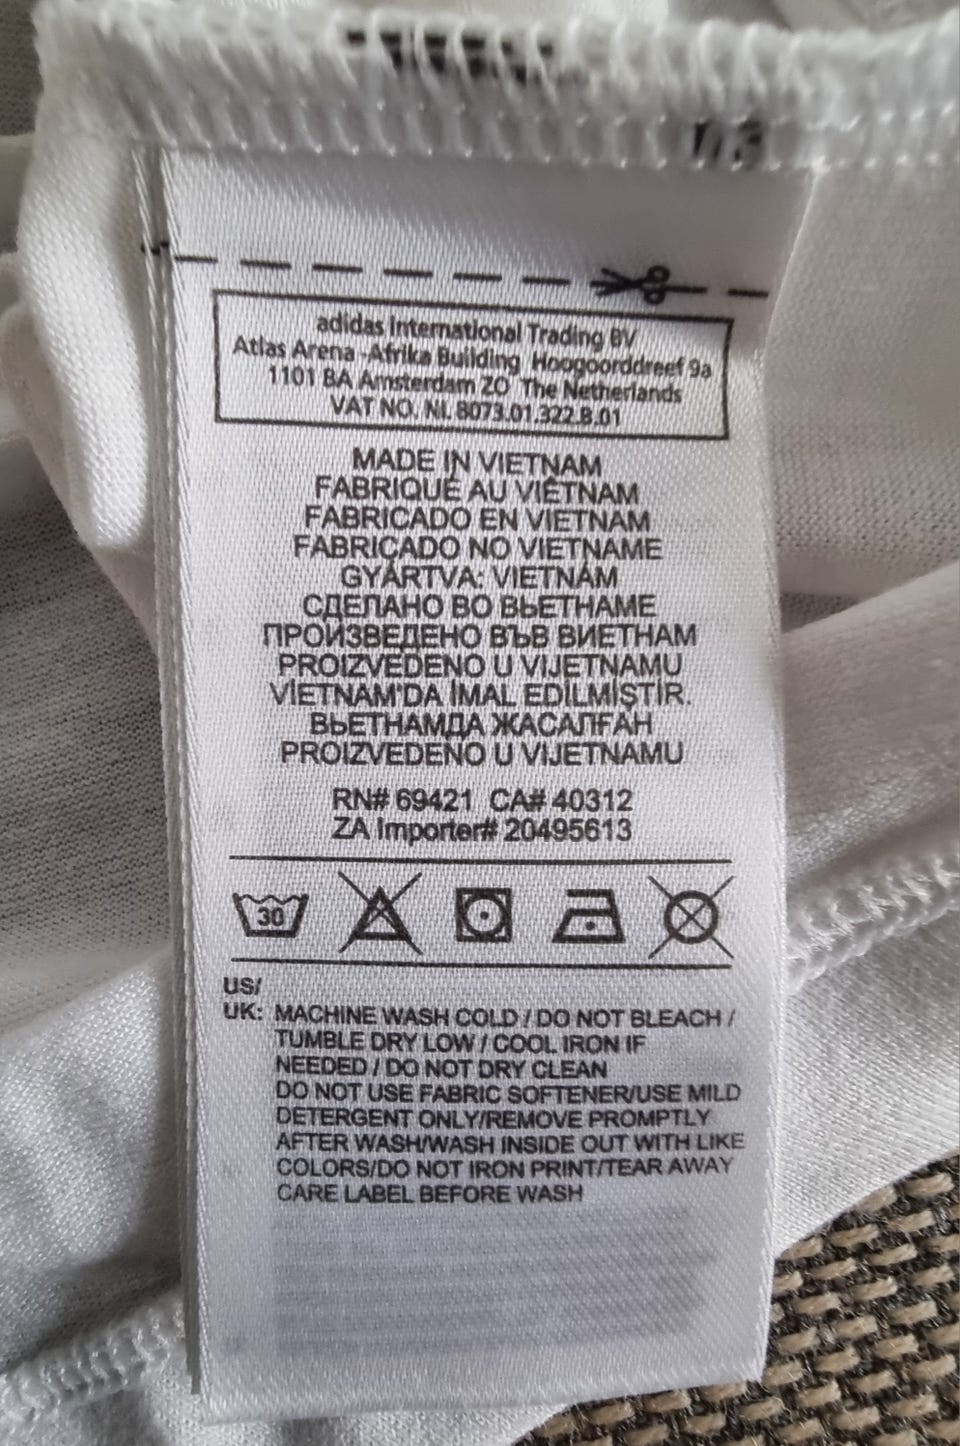 adidas International Trading BV
Atlas Arena -Afrika Building Hoogoorddreef 9a
1101 BA Amsterdam ZO The Netherlands
VAT NO. NL 8073.01.322.B.01
MADE IN VIETNAM
FABRIQUÉ AU VIÊTNAM
FABRICADO EN VIETNAM
FABRICADO NO VIETNAME
GYÁRTVA: VIETNÁM
СДЕЛАНО ВО ВЬЕТНАМЕ
ПРОИЗВЕДЕНО ВЪВ ВИЕТНАМ
PROIZVEDENO U VIJETNAMU
VİETNAM'DA İMAL EDİLMİŞTİR.
ВЬЕТНАМДА ЖАСАЛҒАН
PROIZVEDENO U VIJETNAMU
RN# 69421 CA# 40312
ZA Importer# 20495613
30
US/
UK: MACHINE WASH COLD / DO NOT BLEACH /
TUMBLE DRY LOW / COOL IRON IF
NEEDED / DO NOT DRY CLEAN
DO NOT USE FABRIC SOFTENER/USE MILD
DETERGENT ONLY/REMOVE PROMPTLY
AFTER WASH/WASH INSIDE OUT WITH LIKE
COLORS/DO NOT IRON PRINT/TEAR AWAY
CARE LABEL BEFORE WASH